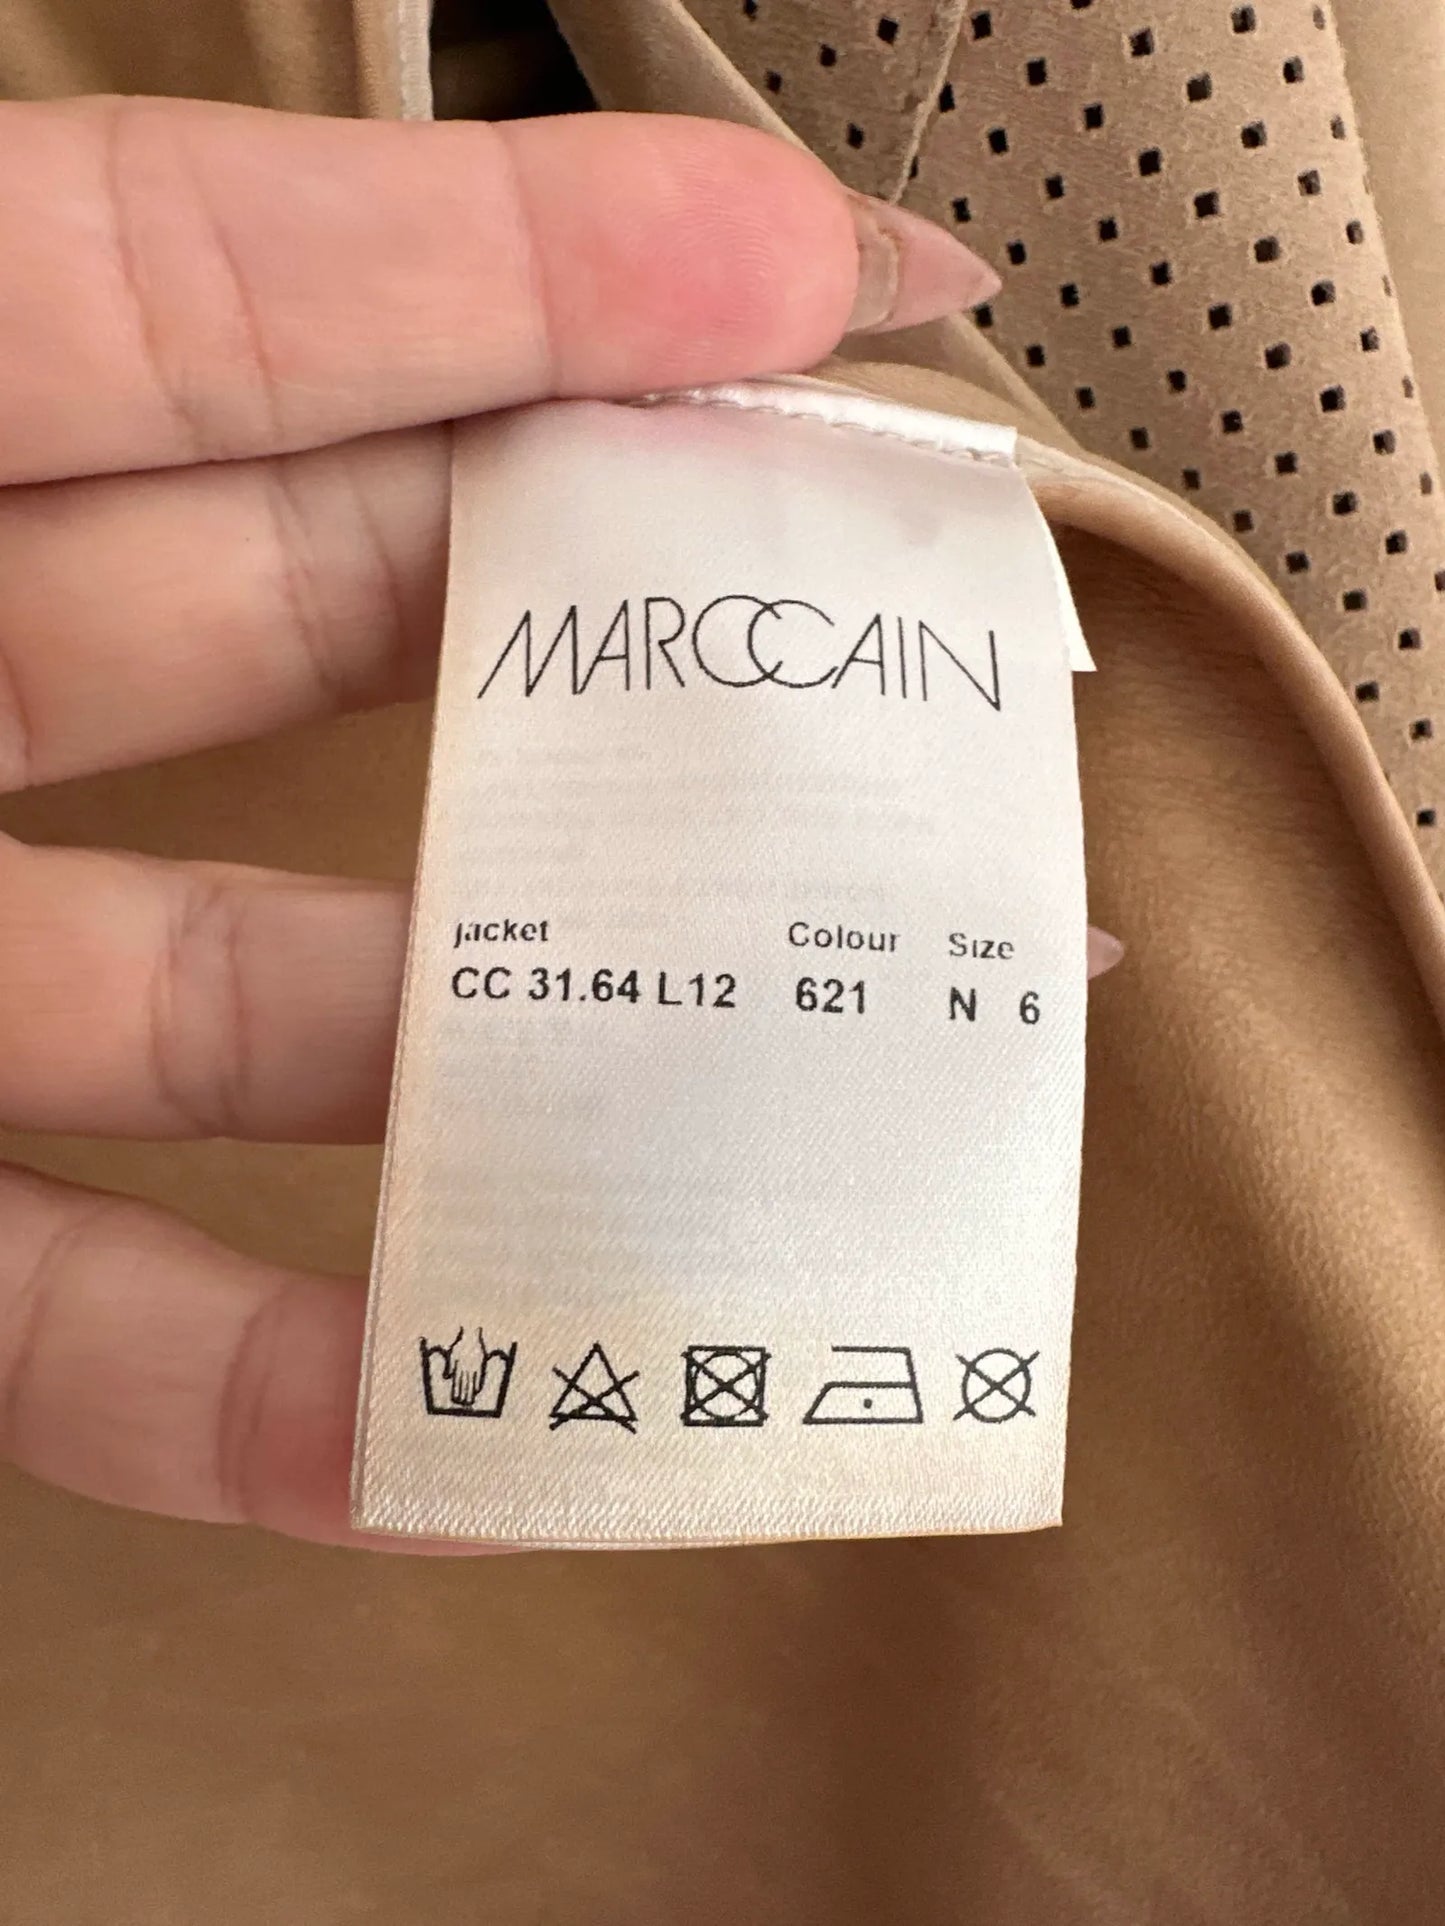 MARCCAIN
jacket Colour Size
CC 31.64 L12 621 N 6